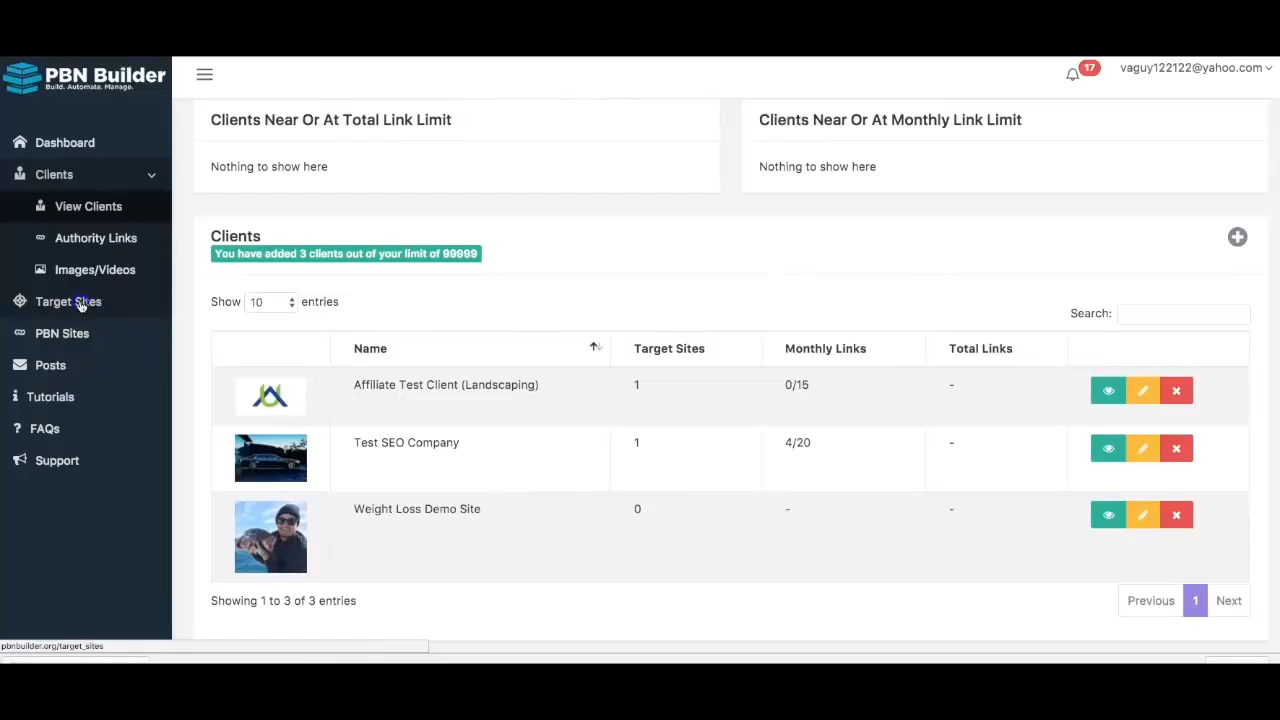 PBN Builder
Build. Automate. Manage.
17
vaguy122122@yahoo.com
Dashboard
Clients
View Clients
Authority Links
Images/Videos
Target Sites
PBN Sites
Posts
Tutorials
FAQs
Support
Clients Near Or At Total Link Limit
Nothing to show here
Clients Near Or At Monthly Link Limit
Nothing to show here
Clients
You have added 3 clients out of your limit of 99999
Show 10 entries
Search:
Name Target Sites Monthly Links Total Links
Affiliate Test Client (Landscaping) 1 0/15 -
Test SEO Company 1 4/20 -
Weight Loss Demo Site 0 - -
Showing 1 to 3 of 3 entries
Previous 1 Next
pbnbuilder.org/target_sites